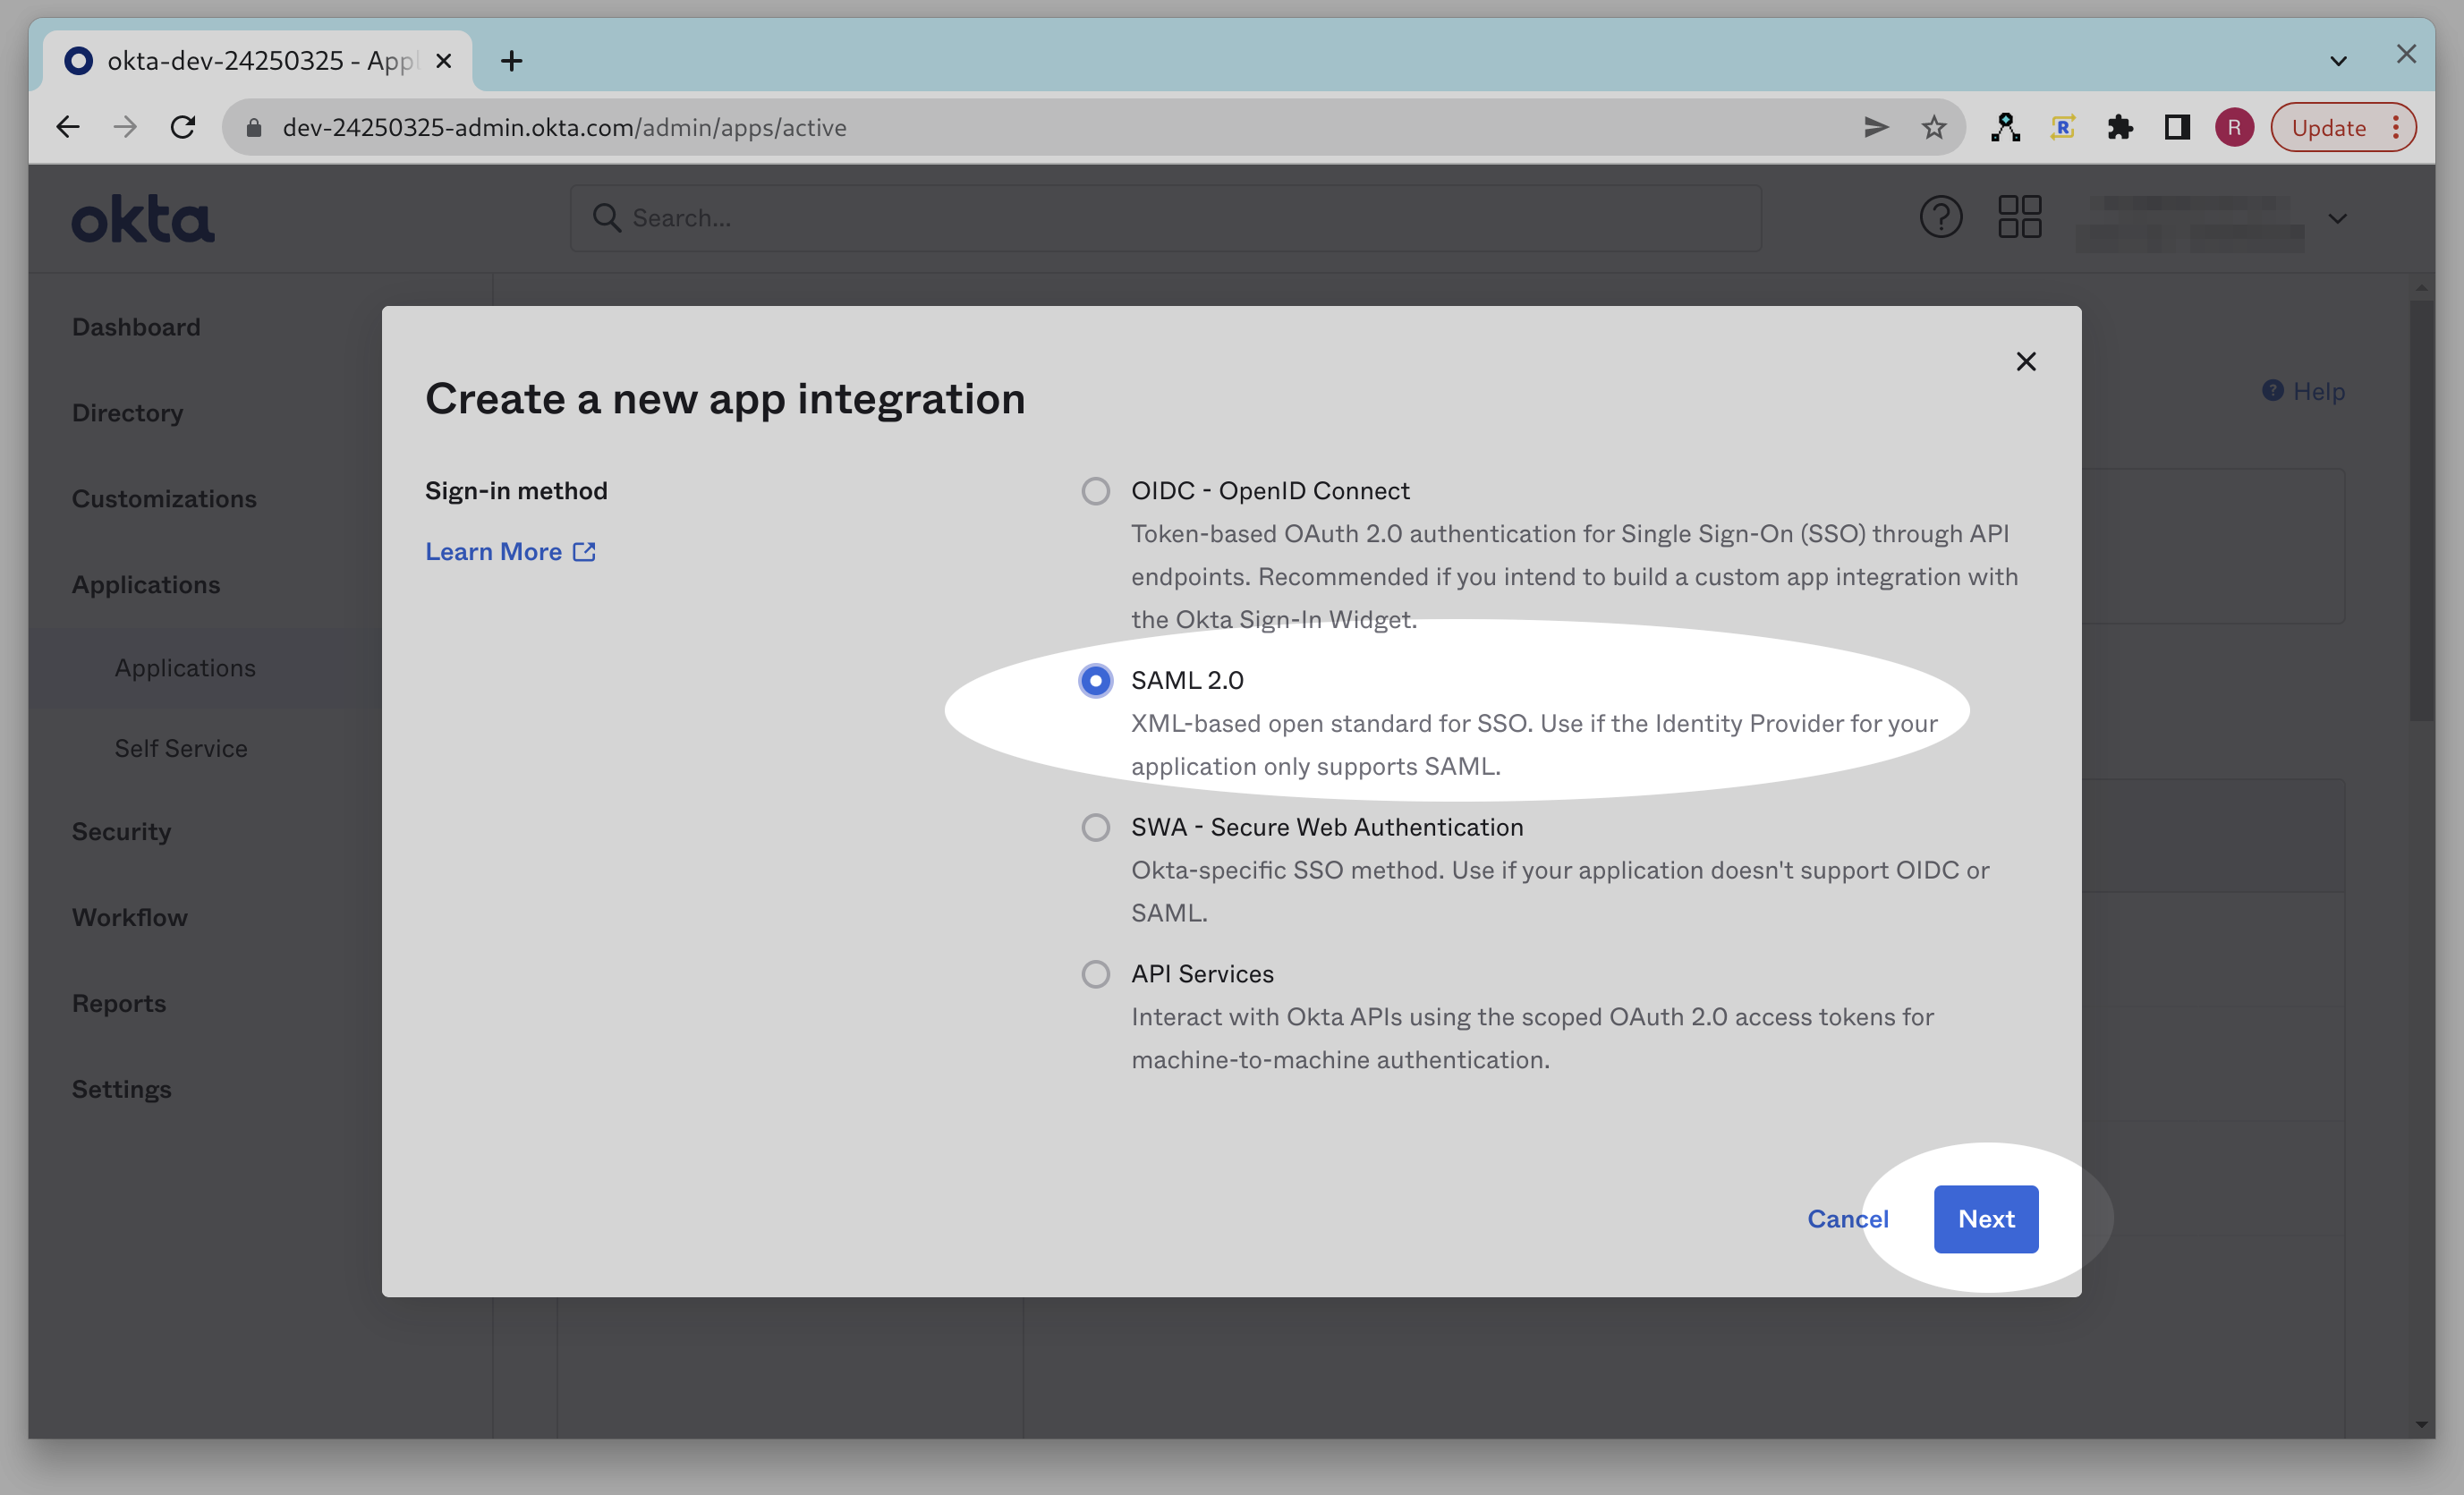 okta-dev-24250325 - Appl
dev-24250325-admin.okta.com/admin/apps/active
R
R
Update
okta
Search...
Dashboard
Directory
Customizations
Applications
Applications
Self Service
Security
Workflow
Reports
Settings
Help
Create a new app integration
Sign-in method
Learn More
OIDC - OpenID Connect
Token-based OAuth 2.0 authentication for Single Sign-On (SSO) through API
endpoints. Recommended if you intend to build a custom app integration with
the Okta Sign-In Widget.
SAML 2.0
XML-based open standard for SSO. Use if the Identity Provider for your
application only supports SAML.
SWA - Secure Web Authentication
Okta-specific SSO method. Use if your application doesn't support OIDC or
SAML.
API Services
Interact with Okta APIs using the scoped OAuth 2.0 access tokens for
machine-to-machine authentication.
Cancel
Next